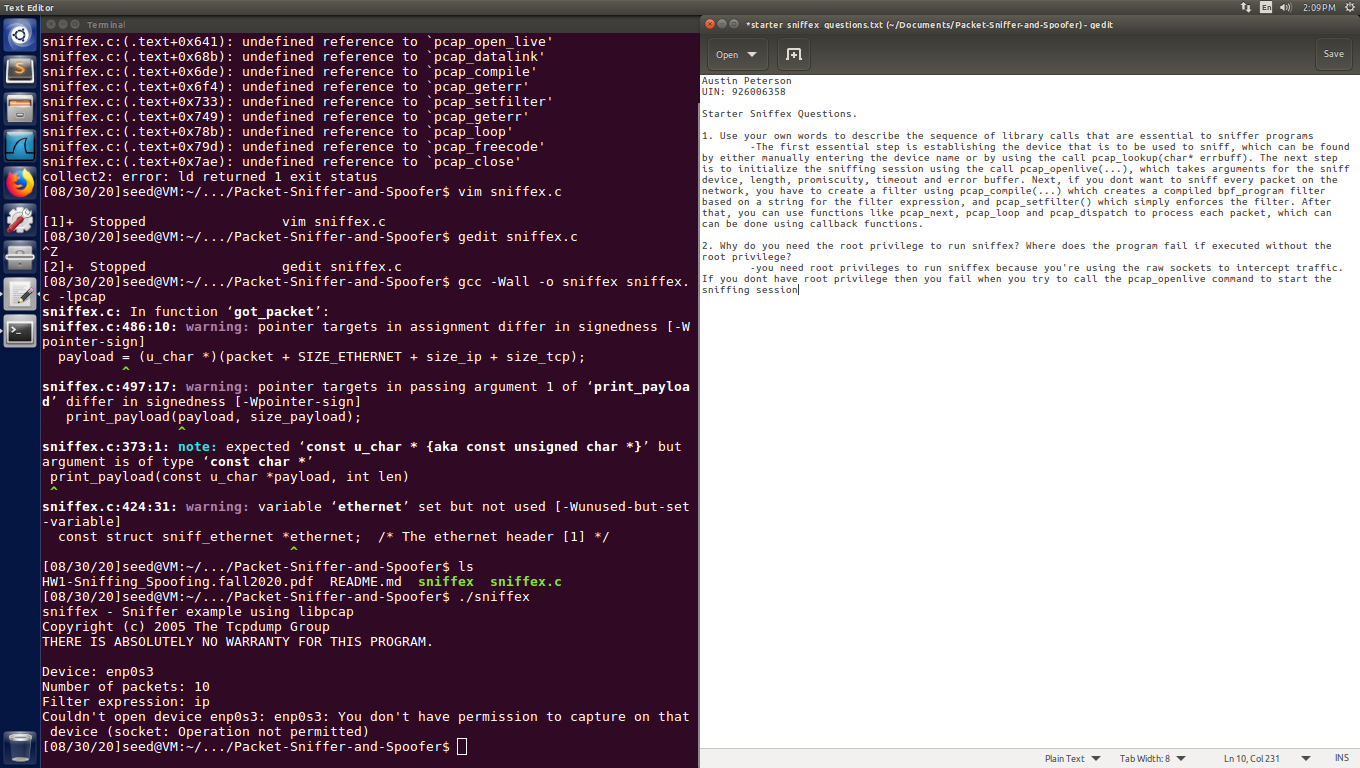 Text Editor
En
2:09PM
Terminal
sniffex.c:(.text+0x641): undefined reference to `pcap_open_live'
sniffex.c:(.text+0x68b): undefined reference to `pcap_datalink'
sniffex.c:(.text+0x6de): undefined reference to `pcap_compile'
sniffex.c:(.text+0x6f4): undefined reference to `pcap_geterr'
sniffex.c:(.text+0x733): undefined reference to `pcap_setfilter'
sniffex.c:(.text+0x749): undefined reference to `pcap_geterr'
sniffex.c:(.text+0x78b): undefined reference to `pcap_loop'
sniffex.c:(.text+0x79d): undefined reference to `pcap_freecode'
sniffex.c:(.text+0x7ae): undefined reference to `pcap_close'
collect2: error: ld returned 1 exit status
[08/30/20]seed@VM:~/.../Packet-Sniffer-and-Spoofer$ vim sniffex.c
[1]+  Stopped                 vim sniffex.c
[08/30/20]seed@VM:~/.../Packet-Sniffer-and-Spoofer$ gedit sniffex.c
^Z
[2]+  Stopped                 gedit sniffex.c
[08/30/20]seed@VM:~/.../Packet-Sniffer-and-Spoofer$ gcc -Wall -o sniffex sniffex.
c -lpcap
sniffex.c: In function ‘got_packet’:
sniffex.c:486:10: warning: pointer targets in assignment differ in signedness [-W
pointer-sign]
  payload = (u_char *)(packet + SIZE_ETHERNET + size_ip + size_tcp);
          ^
sniffex.c:497:17: warning: pointer targets in passing argument 1 of ‘print_payloa
d’ differ in signedness [-Wpointer-sign]
   print_payload(payload, size_payload);
                 ^
sniffex.c:373:1: note: expected ‘const u_char * {aka const unsigned char *}’ but
argument is of type ‘const char *’
 print_payload(const u_char *payload, int len)
 ^
sniffex.c:424:31: warning: variable ‘ethernet’ set but not used [-Wunused-but-set
-variable]
  const struct sniff_ethernet *ethernet;  /* The ethernet header [1] */
                               ^
[08/30/20]seed@VM:~/.../Packet-Sniffer-and-Spoofer$ ls
HW1-Sniffing_Spoofing.fall2020.pdf  README.md  sniffex  sniffex.c
[08/30/20]seed@VM:~/.../Packet-Sniffer-and-Spoofer$ ./sniffex
sniffex - Sniffer example using libpcap
Copyright (c) 2005 The Tcpdump Group
THERE IS ABSOLUTELY NO WARRANTY FOR THIS PROGRAM.
Device: enp0s3
Number of packets: 10
Filter expression: ip
Couldn't open device enp0s3: enp0s3: You don't have permission to capture on that
 device (socket: Operation not permitted)
[08/30/20]seed@VM:~/.../Packet-Sniffer-and-Spoofer$
*starter sniffex questions.txt (~/Documents/Packet-Sniffer-and-Spoofer) - gedit
Open
Save
Austin Peterson
UIN: 926006358
Starter Sniffex Questions.
1. Use your own words to describe the sequence of library calls that are essential to sniffer programs
        -The first essential step is establishing the device that is to be used to sniff, which can be found
by either manually entering the device name or by using the call pcap_lookup(char* errbuff). The next step
is to initialize the sniffing session using the call pcap_openlive(...), which takes arguments for the sniff
device, length, promiscuity, timeout and error buffer. Next, if you dont want to sniff every packet on the
network, you have to create a filter using pcap_compile(...) which creates a compiled bpf_program filter
based on a string for the filter expression, and pcap_setfilter() which simply enforces the filter. After
that, you can use functions like pcap_next, pcap_loop and pcap_dispatch to process each packet, which can
can be done using callback functions.
2. Why do you need the root privilege to run sniffex? Where does the program fail if executed without the
root privilege?
        -you need root privileges to run sniffex because you're using the raw sockets to intercept traffic.
If you dont have root privilege then you fail when you try to call the pcap_openlive command to start the
sniffing session
Plain Text
Tab Width: 8
Ln 10, Col 231
INS